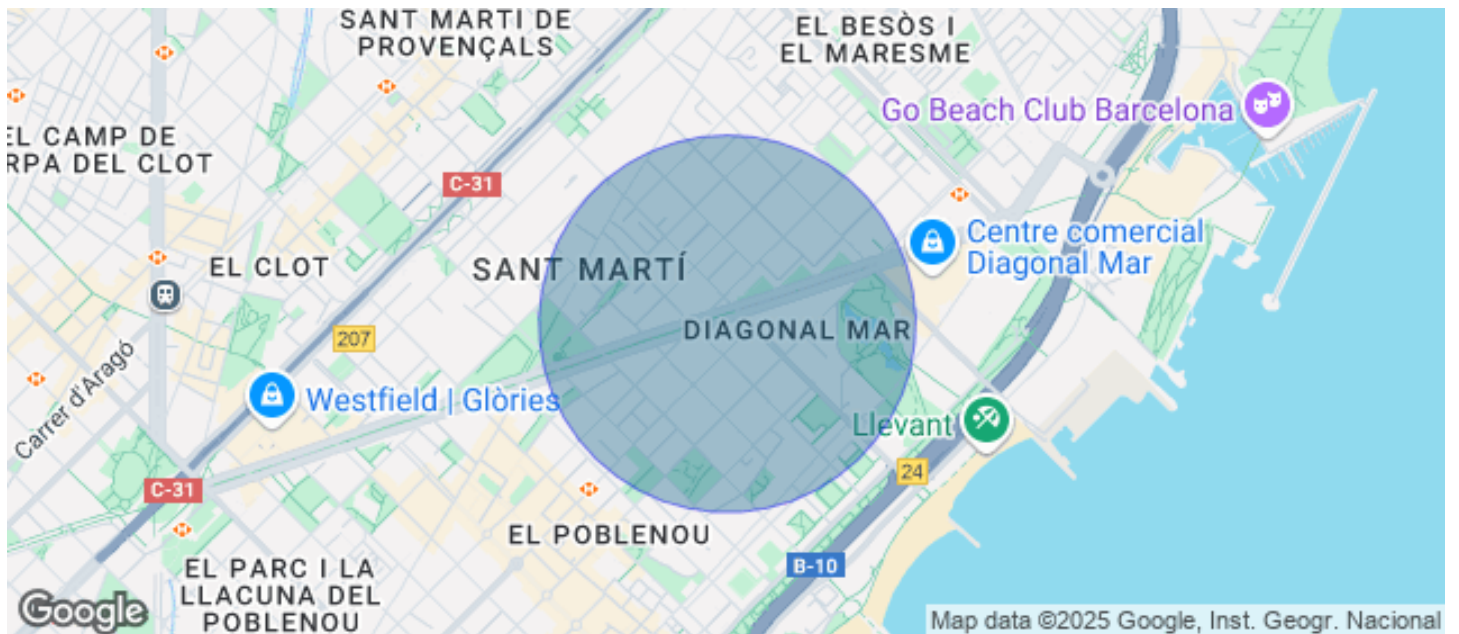 SANT MARTÍ DE
PROVENÇALS
EL BESÒS I
EL MARESME
Go Beach Club Barcelona
EL CAMP DE
RPA DEL CLOT
C-31
Centre comercial
Diagonal Mar
EL CLOT
SANT MARTÍ
207
DIAGONAL MAR
Carrer d'Aragó
Westfield | Glòries
Llevant
24
C-31
EL POBLENOU
B-10
EL PARC I LA
LLACUNA DEL
POBLENOU
Google
Map data ©2025 Google, Inst. Geogr. Nacional